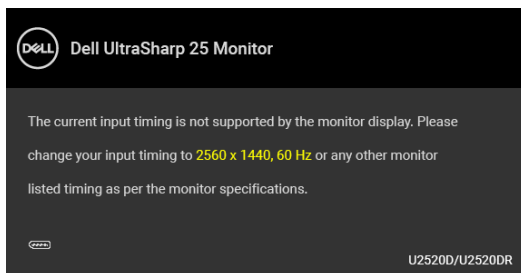 DELL
Dell UltraSharp 25 Monitor
The current input timing is not supported by the monitor display. Please
change your input timing to 2560 x 1440, 60 Hz or any other monitor
listed timing as per the monitor specifications.
U2520D/U2520DR